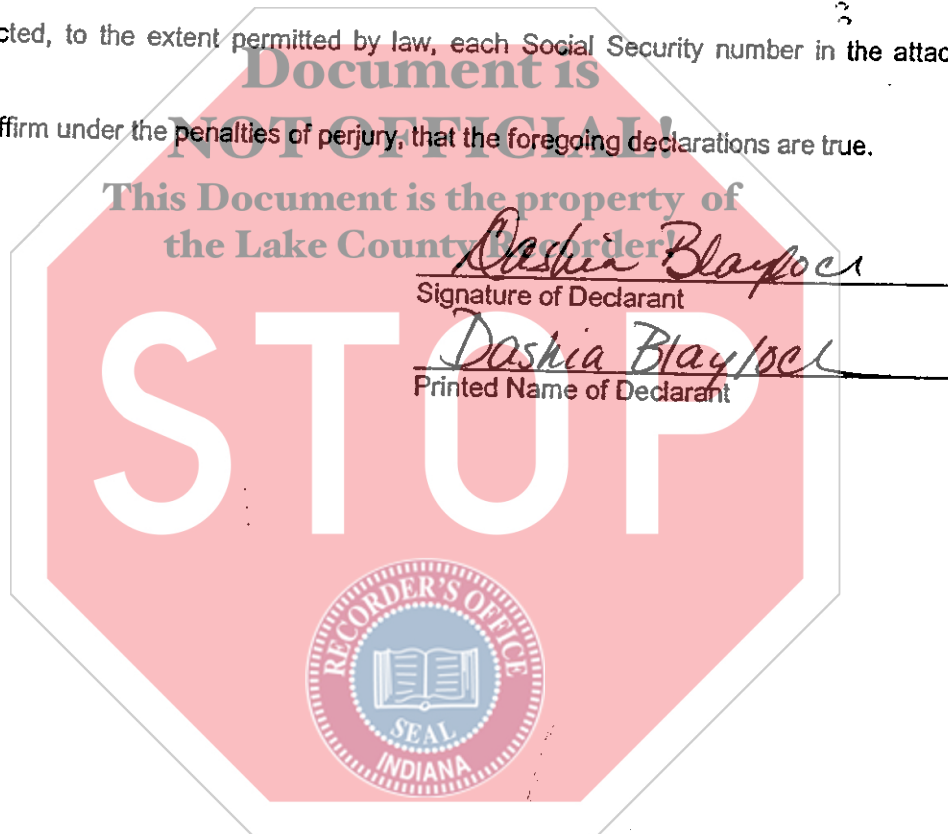 cted, to the extent permitted by law, each Social Security number in the attac
Document is
ffirm under the penalties of perjury, that the foregoing declarations are true.
NOT OFFICIAL!
This Document is the property of
the Lake County Recorder!
Dashia Blaylock
Signature of Declarant
Dashia Blaylock
Printed Name of Declarant
STOP
RECORDER'S OFFICE
SEAL
INDIANA